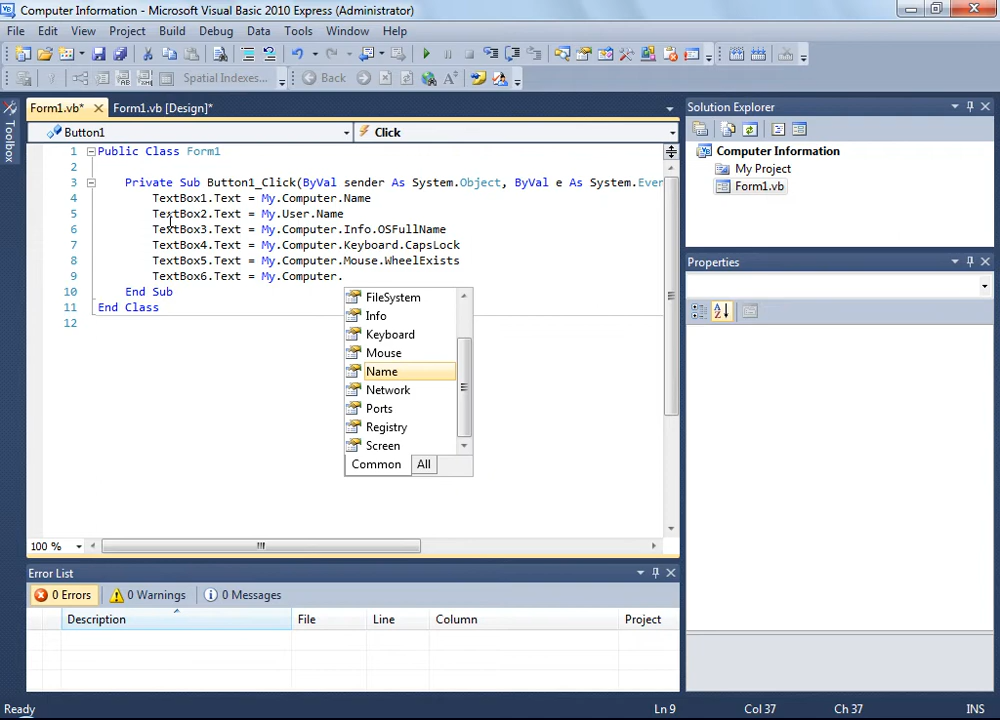 Computer Information - Microsoft Visual Basic 2010 Express (Administrator)
File Edit View Project Build Debug Data Tools Window Help
Spatial Indexes... Back
Form1.vb* Form1.vb [Design]*
Solution Explorer
Toolbox
Button1 Click
1 Public Class Form1
2
3 Private Sub Button1_Click(ByVal sender As System.Object, ByVal e As System.Even
4 TextBox1.Text = My.Computer.Name
5 TextBox2.Text = My.User.Name
6 TextBox3.Text = My.Computer.Info.OSFullName
7 TextBox4.Text = My.Computer.Keyboard.CapsLock
8 TextBox5.Text = My.Computer.Mouse.WheelExists
9 TextBox6.Text = My.Computer.
10 End Sub
11 End Class
12
FileSystem
Info
Keyboard
Mouse
Name
Network
Ports
Registry
Screen
Common All
Computer Information
My Project
Form1.vb
Properties
100 %
Error List
0 Errors 0 Warnings 0 Messages
Description File Line Column Project
Ready Ln 9 Col 37 Ch 37 INS